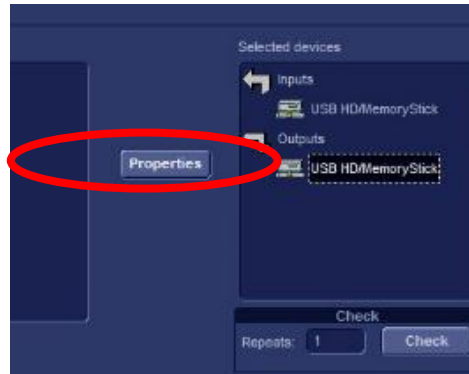 Selected devices
Inputs
USB HD/MemoryStick
Outputs
Properties
USB HD/MemoryStick
Check
Repeats: 1 Check